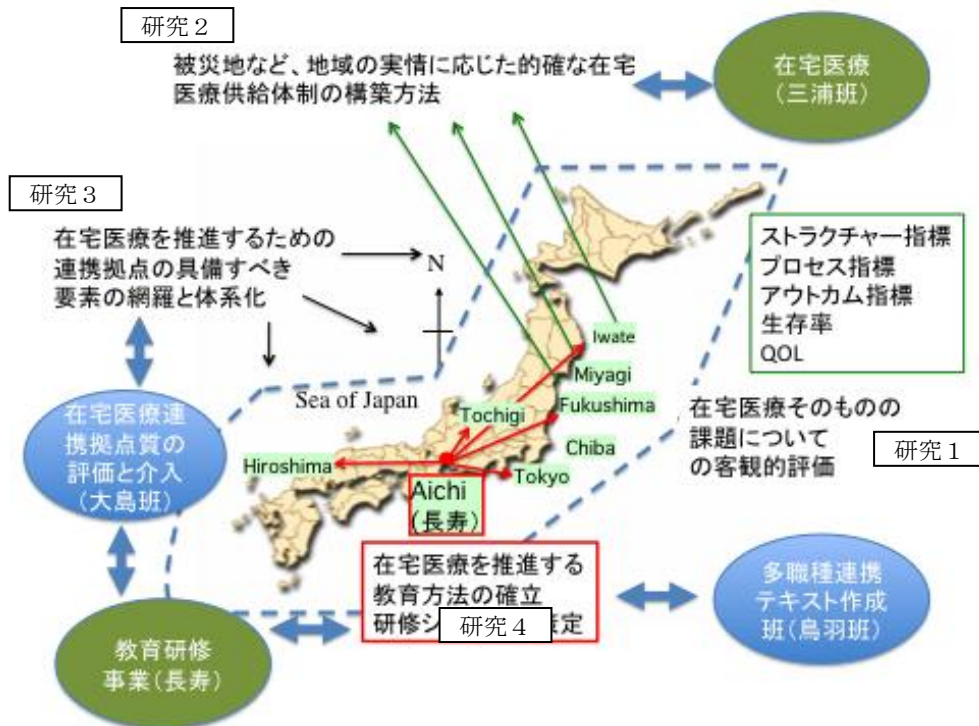 研究２
被災地など、地域の実情に応じた的確な在宅
医療供給体制の構築方法
在宅医療
(三浦班)
研究３
在宅医療を推進するための
連携拠点の具備すべき
要素の網羅と体系化
N
ストラクチャー指標
プロセス指標
アウトカム指標
生存率
QOL
Iwate
Miyagi
Sea of Japan
Tochigi
Fukushima
在宅医療そのものの
課題について
の客観的評価
研究１
Chiba
Hiroshima
Tokyo
在宅医療連
携拠点質の
評価と介入
(大島班)
Aichi
(長寿)
在宅医療を推進する
教育方法の確立
研修シ
定
研究４
多職種連携
テキスト作成
班(鳥羽班)
教育研修
事業(長寿)